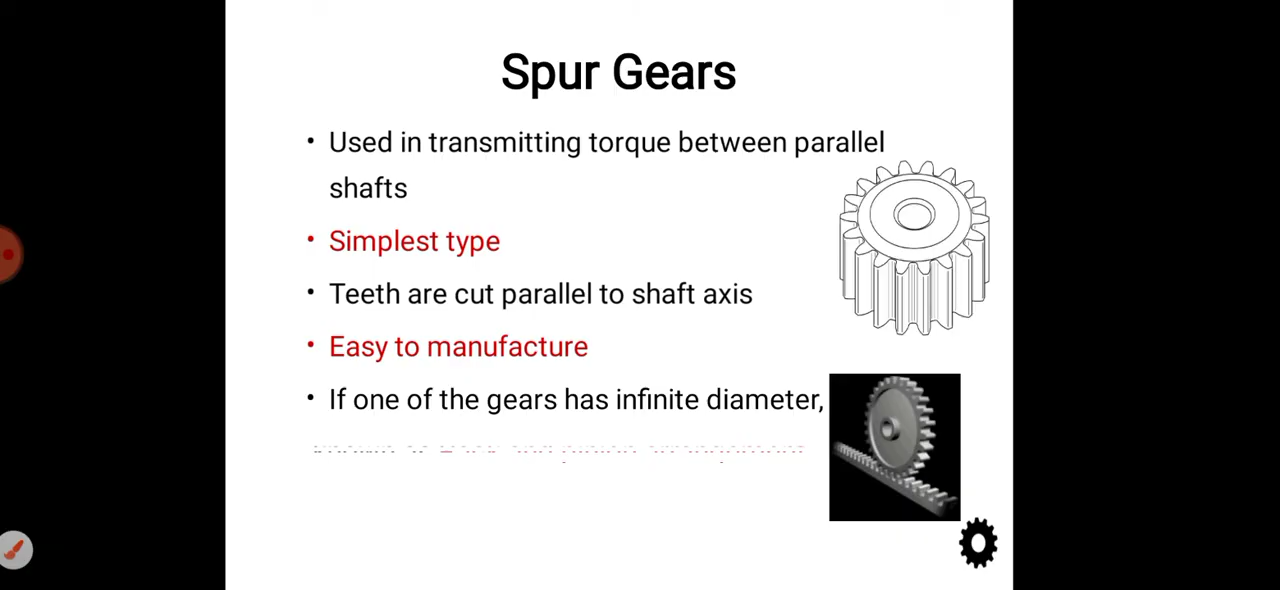 Spur Gears
• Used in transmitting torque between parallel
shafts
• Simplest type
• Teeth are cut parallel to shaft axis
• Easy to manufacture
• If one of the gears has infinite diameter,